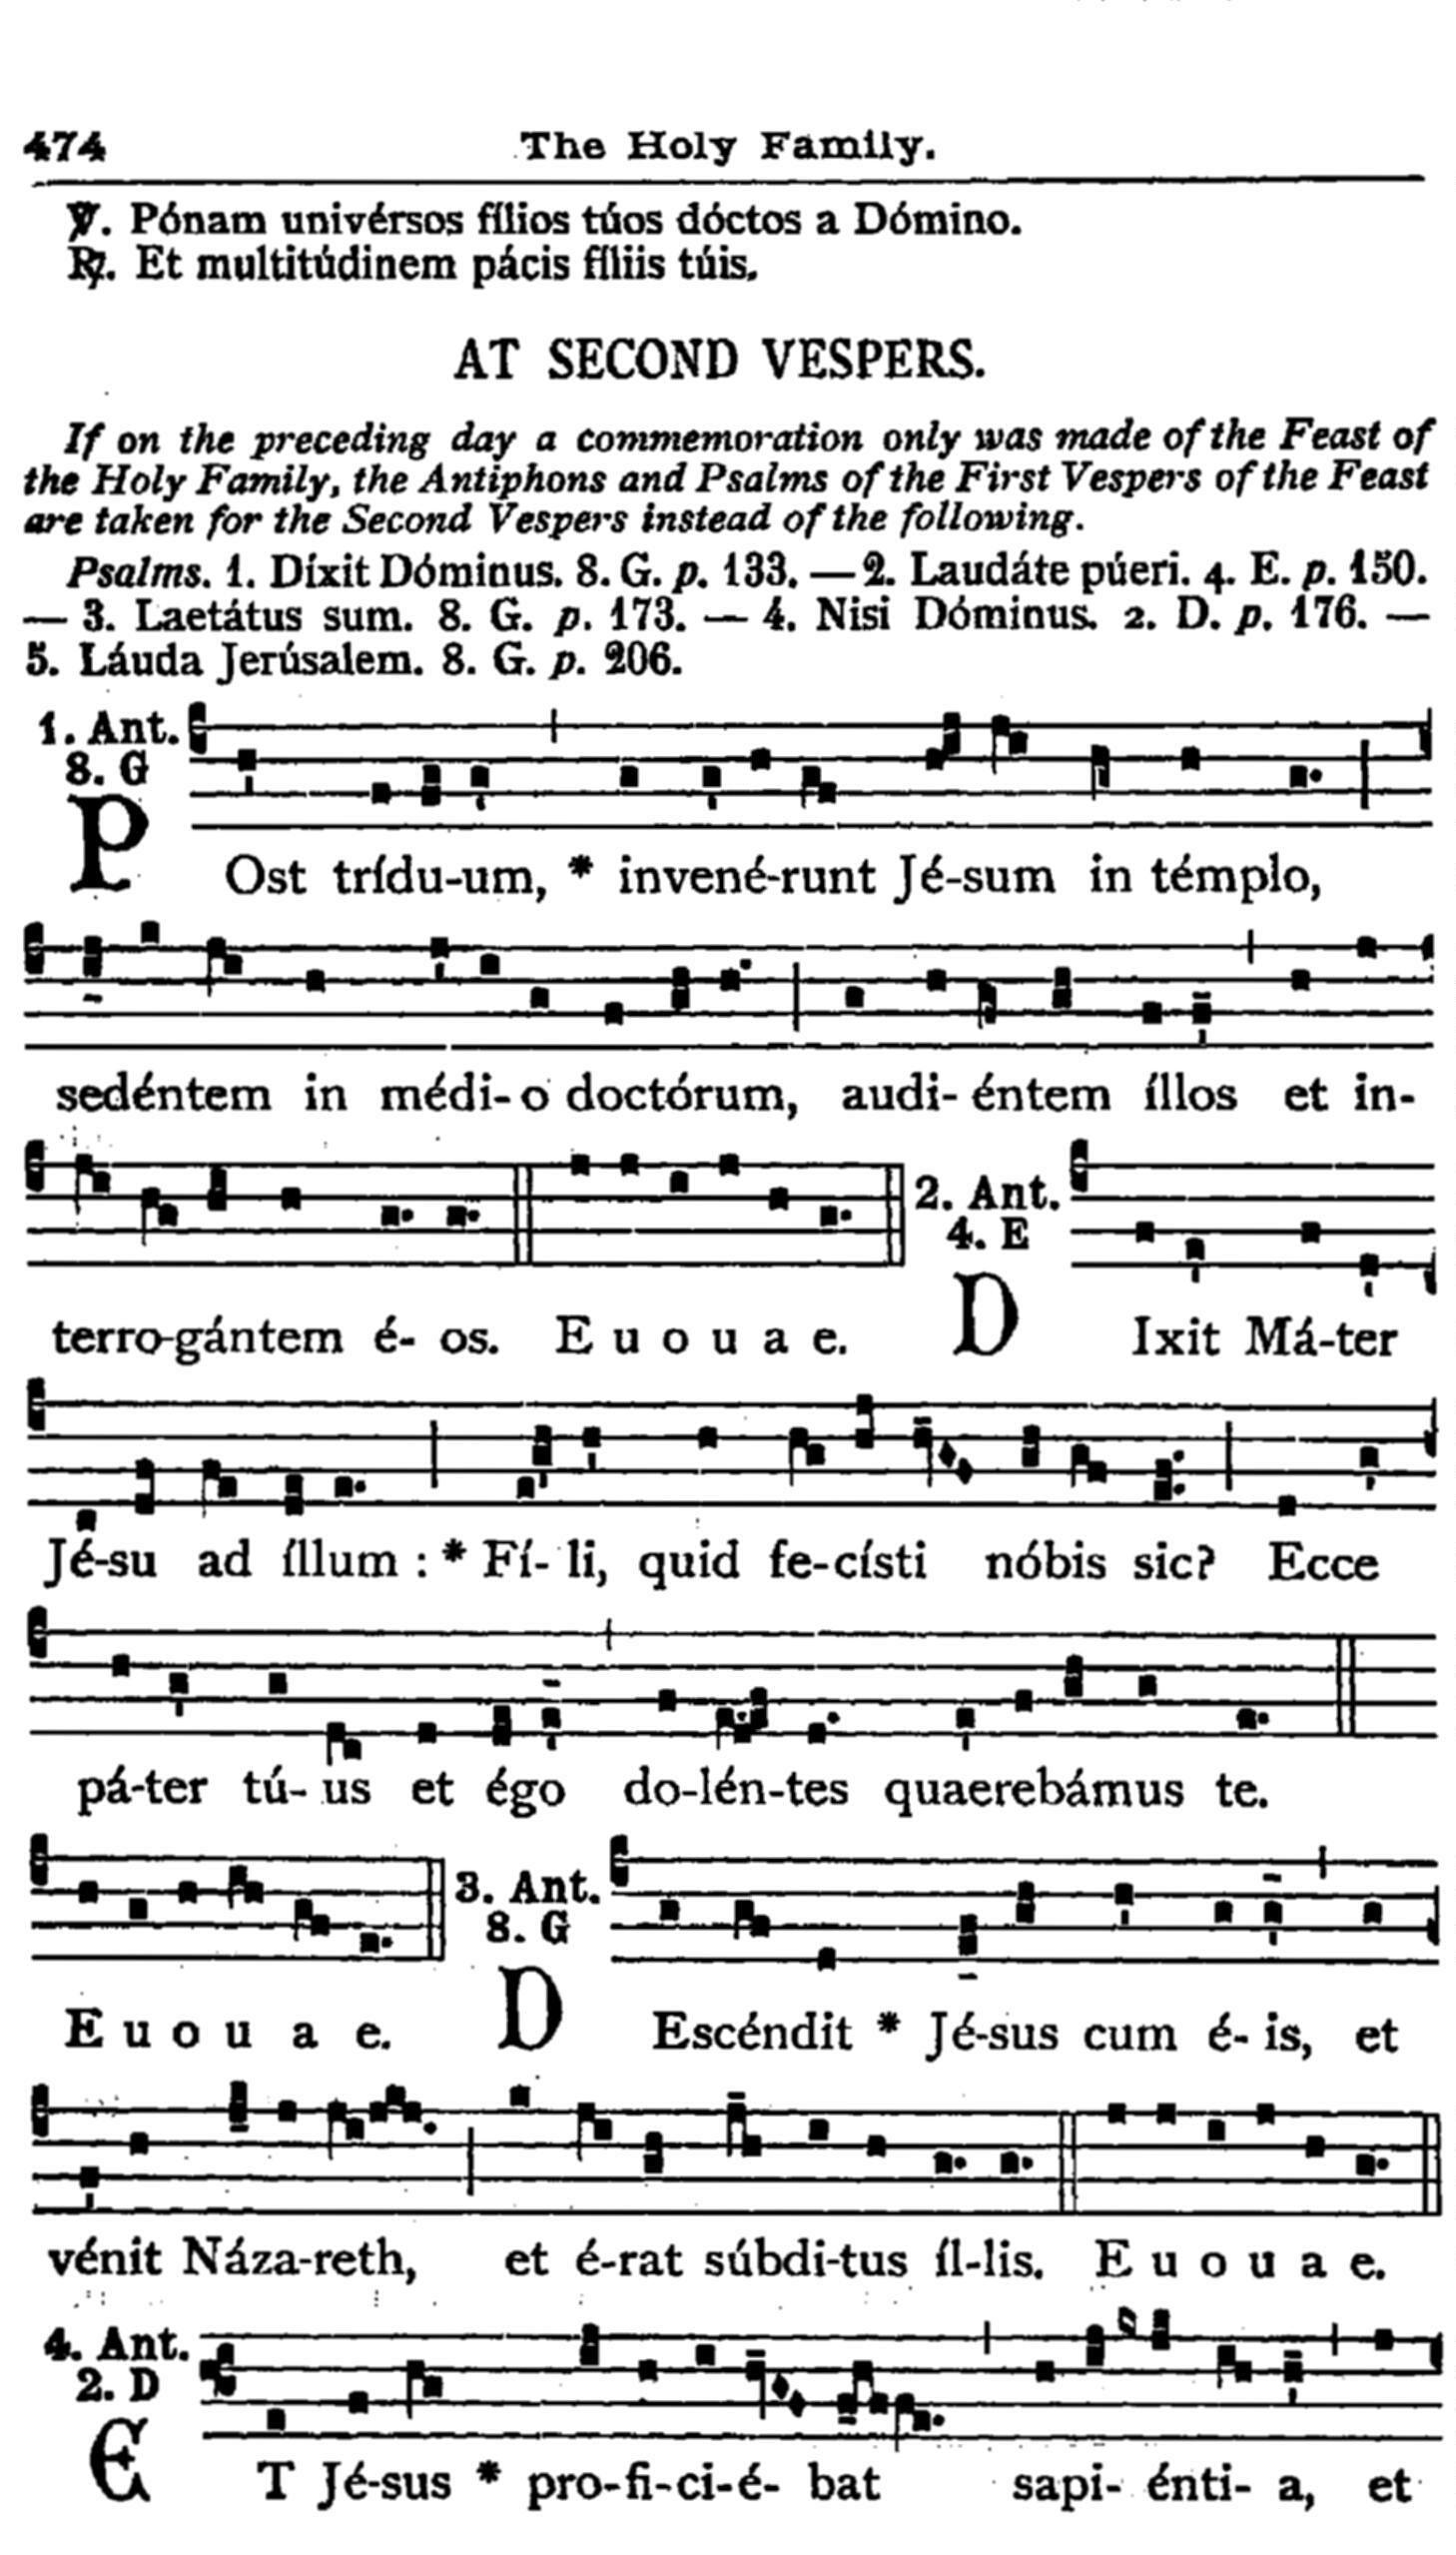 474 The Holy Family.
℣. Pónam univérsos fílios túos dóctos a Dómino.
℟. Et multitúdinem pácis fíliis túis.
AT SECOND VESPERS.
If on the preceding day a commemoration only was made of the Feast of
the Holy Family, the Antiphons and Psalms of the First Vespers of the Feast
are taken for the Second Vespers instead of the following.
Psalms. 1. Díxit Dóminus. 8. G. p. 133. — 2. Laudáte púeri. 4. E. p. 150.
— 3. Laetátus sum. 8. G. p. 173. — 4. Nisi Dóminus. 2. D. p. 176. —
5. Láuda Jerúsalem. 8. G. p. 206.
1. Ant.
8. G
POst trídu-um, * invené-runt Jé-sum in témplo,
sedéntem in médi-o doctórum, audi-éntem íllos et in-
terro-gántem é-os. E u o u a e.
2. Ant.
4. E
DIxit Má-ter
Jé-su ad íllum : * Fí-li, quid fe-císti nóbis sic? Ecce
pá-ter tú-us et égo do-lén-tes quaerebámus te.
E u o u a e.
3. Ant.
8. G
DEscéndit * Jé-sus cum é-is, et
vénit Náza-reth, et é-rat súbdi-tus íl-lis. E u o u a e.
4. Ant.
2. D
ET Jé-sus * pro-fi-ci-é-bat sapi-énti-a, et